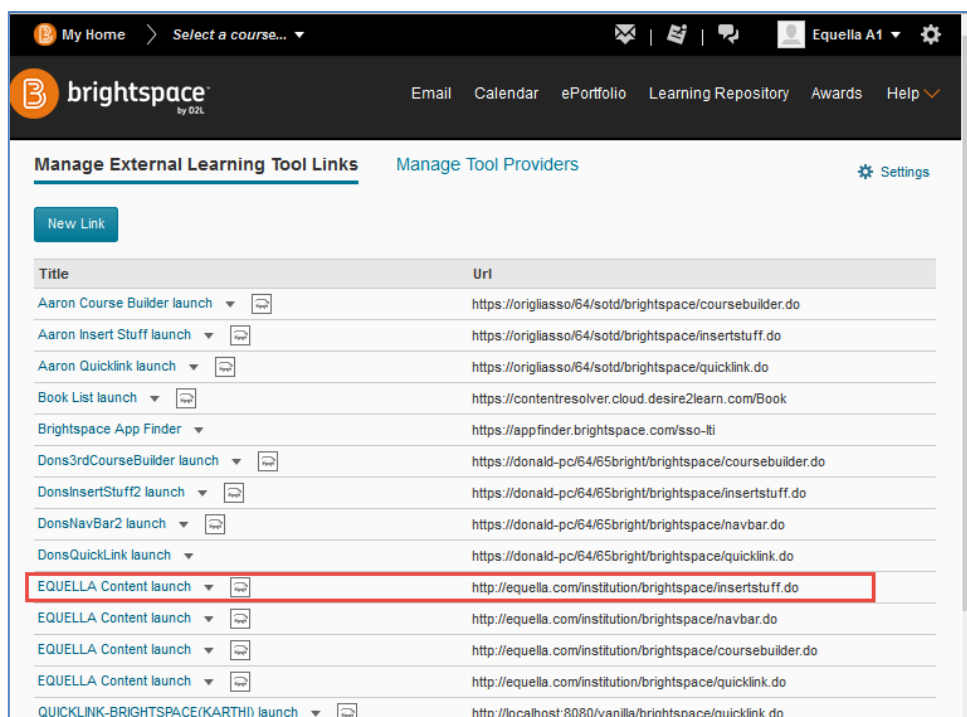 My Home Select a course... Equella A1
brightspace Email Calendar ePortfolio Learning Repository Awards Help
by D2L
Manage External Learning Tool Links Manage Tool Providers Settings
New Link
Title Url
Aaron Course Builder launch https://origliasso/64/sotd/brightspace/coursebuilder.do
Aaron Insert Stuff launch https://origliasso/64/sotd/brightspace/insertstuff.do
Aaron Quicklink launch https://origliasso/64/sotd/brightspace/quicklink.do
Book List launch https://contentresolver.cloud.desire2learn.com/Book
Brightspace App Finder https://appfinder.brightspace.com/sso-lti
Dons3rdCourseBuilder launch https://donald-pc/64/65bright/brightspace/coursebuilder.do
DonsInsertStuff2 launch https://donald-pc/64/65bright/brightspace/insertstuff.do
DonsNavBar2 launch https://donald-pc/64/65bright/brightspace/navbar.do
DonsQuickLink launch https://donald-pc/64/65bright/brightspace/quicklink.do
EQUELLA Content launch http://equella.com/institution/brightspace/insertstuff.do
EQUELLA Content launch http://equella.com/institution/brightspace/navbar.do
EQUELLA Content launch http://equella.com/institution/brightspace/coursebuilder.do
EQUELLA Content launch http://equella.com/institution/brightspace/quicklink.do
QUICKLINK-BRIGHTSPACE(KARTHI) launch http://localhost:8080/vanilla/brightspace/quicklink.do